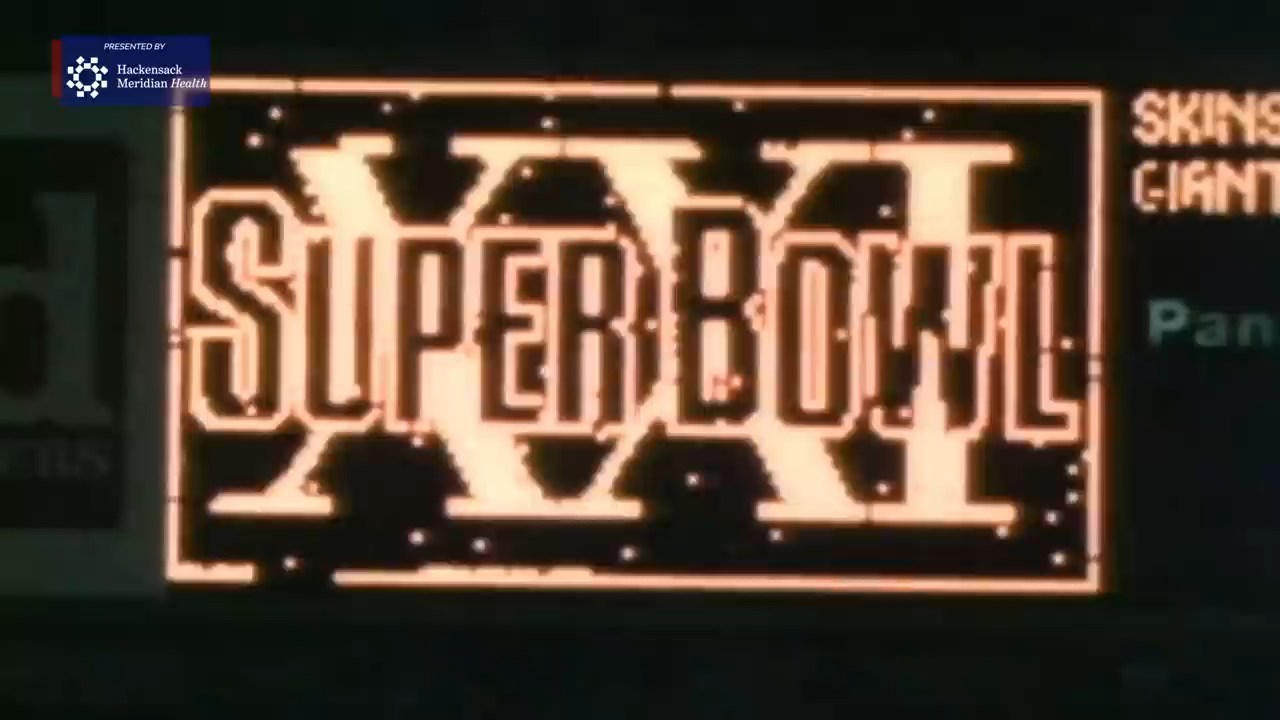 PRESENTED BY
Hackensack
Meridian Health
XXI
SUPER BOWL
SKINS
GIANT
Pan